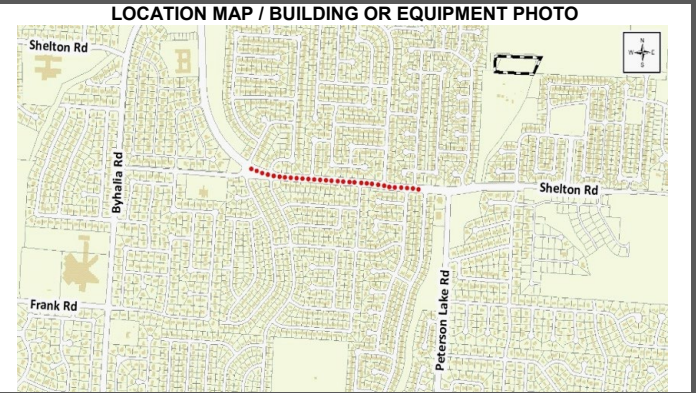 LOCATION MAP / BUILDING OR EQUIPMENT PHOTO
Shelton Rd
N
W E
S
Byhalia Rd
Shelton Rd
Frank Rd
Peterson Lake Rd